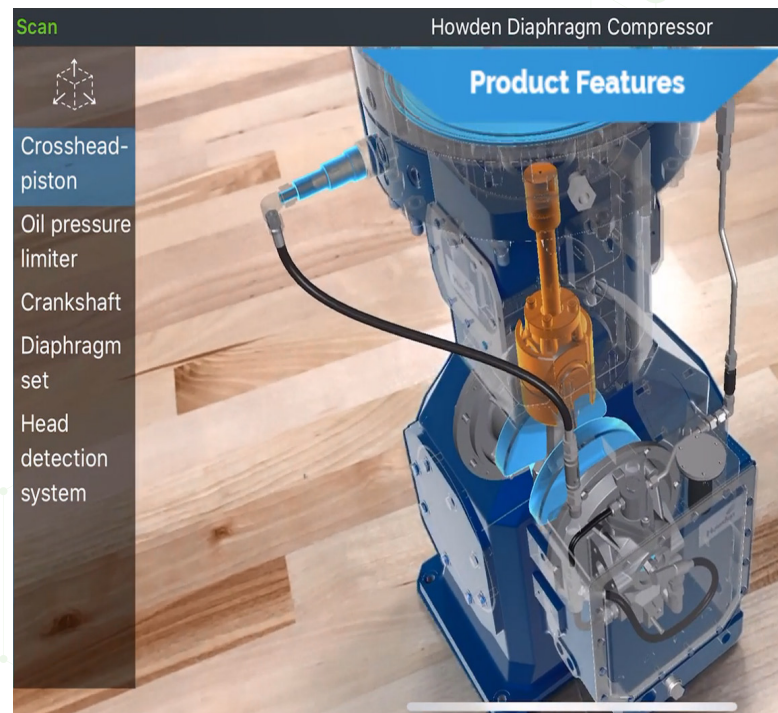 Scan
Howden Diaphragm Compressor
Product Features
Crosshead-
piston
Oil pressure
limiter
Crankshaft
Diaphragm
set
Head
detection
system